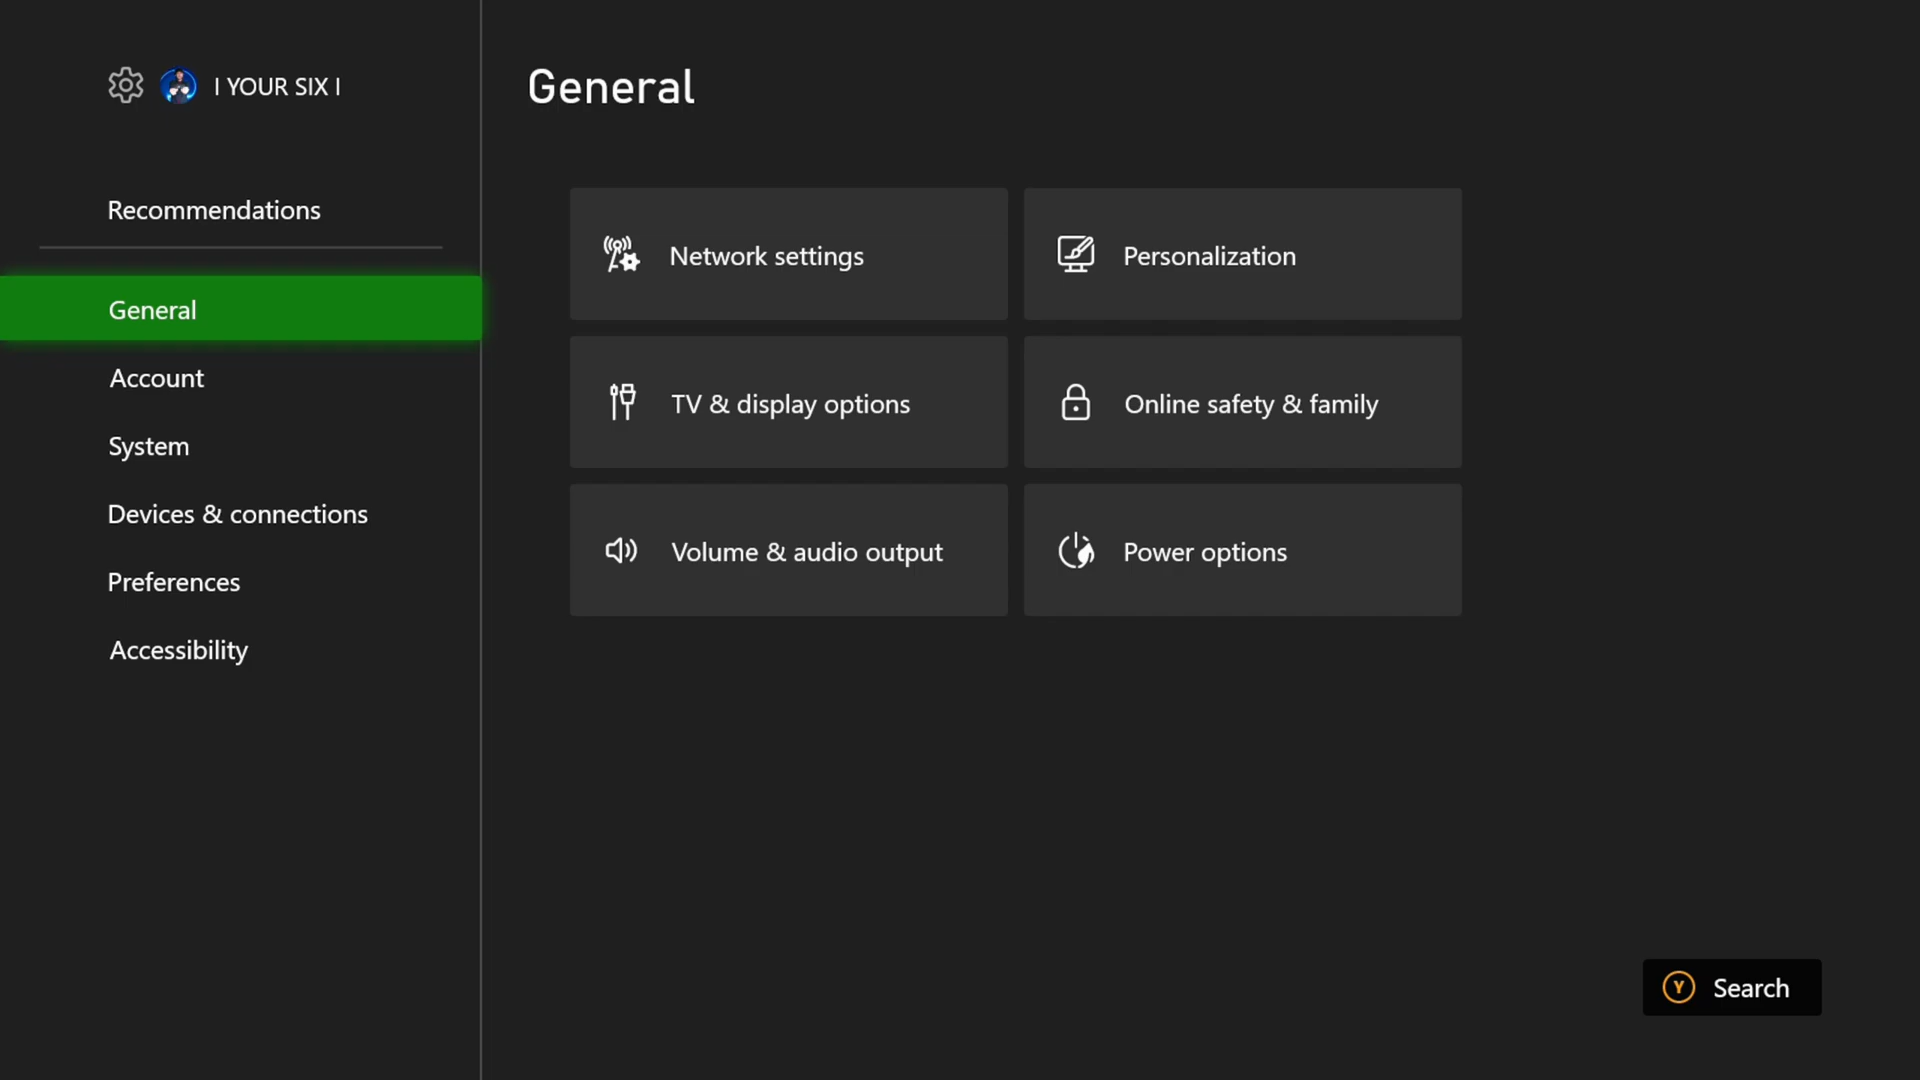 I YOUR SIX I
General
Recommendations
General
Account
System
Devices & connections
Preferences
Accessibility
Network settings
Personalization
TV & display options
Online safety & family
Volume & audio output
Power options
Y Search